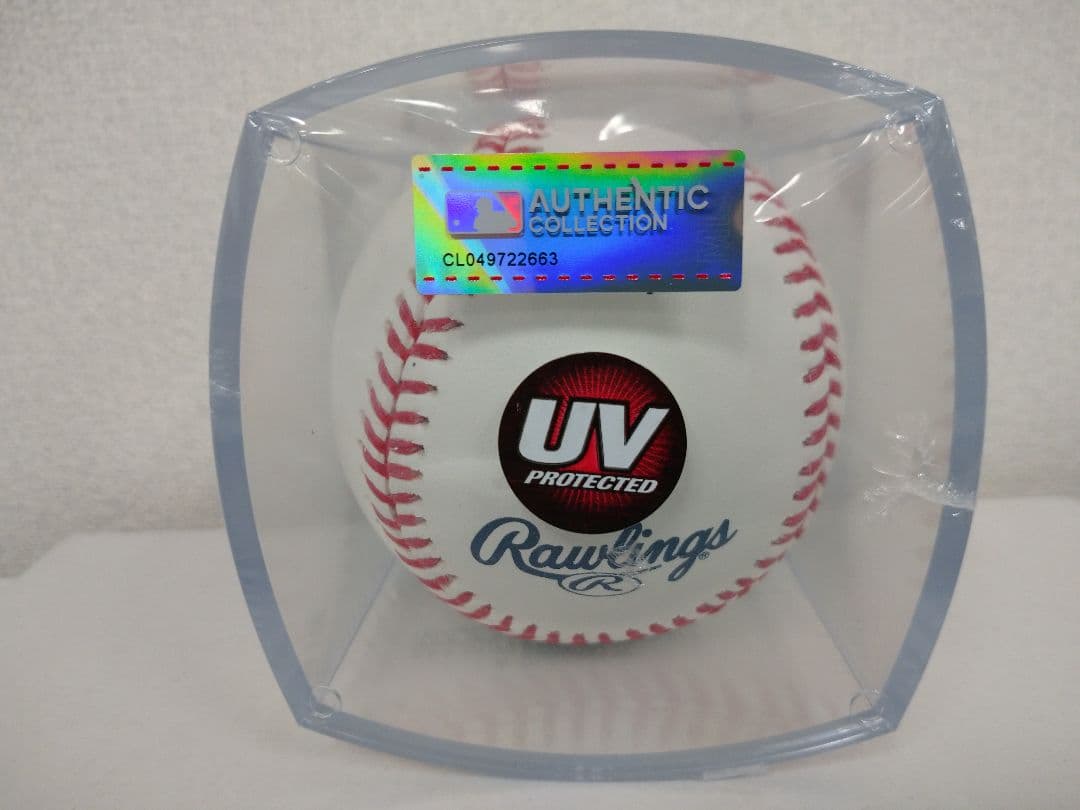 AUTHENTIC
COLLECTION
CL049722663
UV
PROTECTED
Rawlings®
R